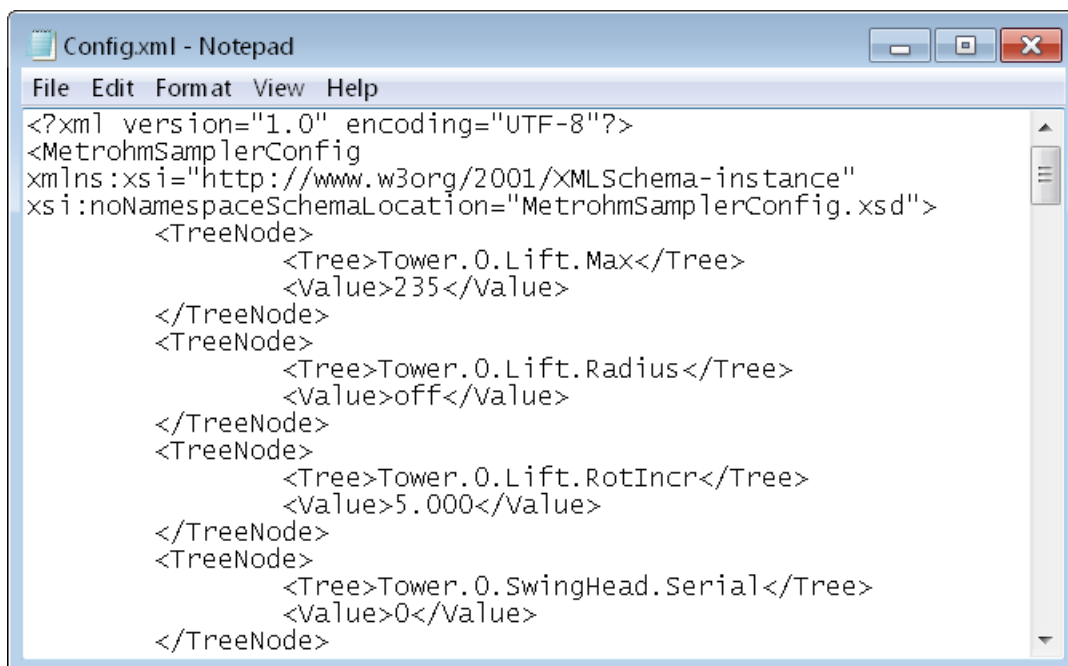 Config.xml - Notepad
File Edit Format View Help
<?xml version="1.0" encoding="UTF-8"?>
<MetrohmSamplerConfig
xmlns:xsi="http://www.w3org/2001/XMLSchema-instance"
xsi:noNamespaceSchemaLocation="MetrohmSamplerConfig.xsd">
<TreeNode>
<Tree>Tower.0.Lift.Max</Tree>
<Value>235</Value>
</TreeNode>
<TreeNode>
<Tree>Tower.0.Lift.Radius</Tree>
<Value>off</Value>
</TreeNode>
<TreeNode>
<Tree>Tower.0.Lift.RotIncr</Tree>
<Value>5.000</Value>
</TreeNode>
<TreeNode>
<Tree>Tower.0.SwingHead.Serial</Tree>
<Value>0</Value>
</TreeNode>